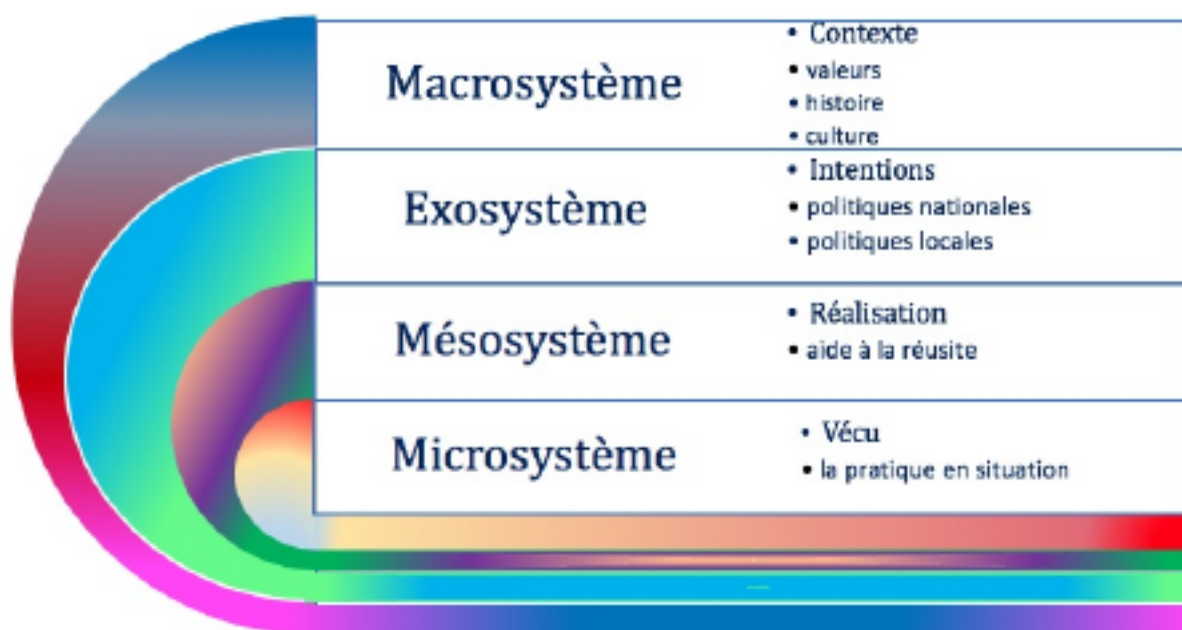 Macrosystème
• Contexte
• valeurs
• histoire
• culture
Exosystème
• Intentions
• politiques nationales
• politiques locales
Mésosystème
• Réalisation
• aide à la réusite
Microsystème
• Vécu
• la pratique en situation